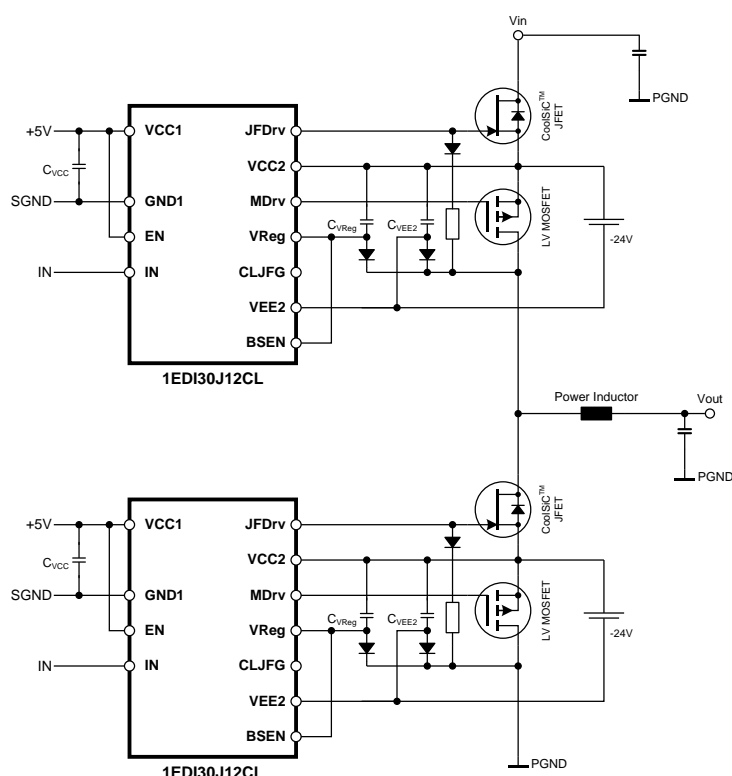 Vin
PGND
CoolSiC™
JFET
+5V
VCC1
JFDrv
CVCC
VCC2
SGND
GND1
MDrv
LV MOSFET
EN
VReg
CVReg
CVEE2
-24V
IN
IN
CLJFG
VEE2
BSEN
1EDI30J12CL
Power Inductor
Vout
PGND
CoolSiC™
JFET
+5V
VCC1
JFDrv
CVCC
VCC2
SGND
GND1
MDrv
LV MOSFET
EN
VReg
CVReg
CVEE2
-24V
IN
IN
CLJFG
VEE2
BSEN
PGND
1EDI30J12CL